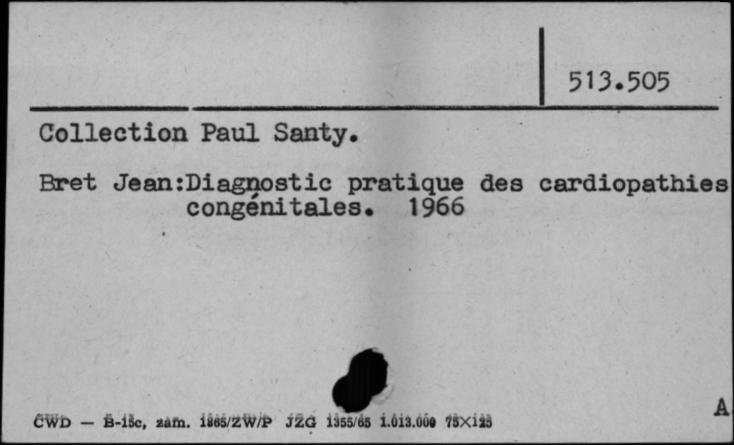 513.505
Collection Paul Santy.
Bret Jean:Diagnostic pratique des cardiopathies
congénitales. 1966
A
CWD — B-15c, zam. 1865/ZW/P JZG 1355/65 1.013.000 75X125